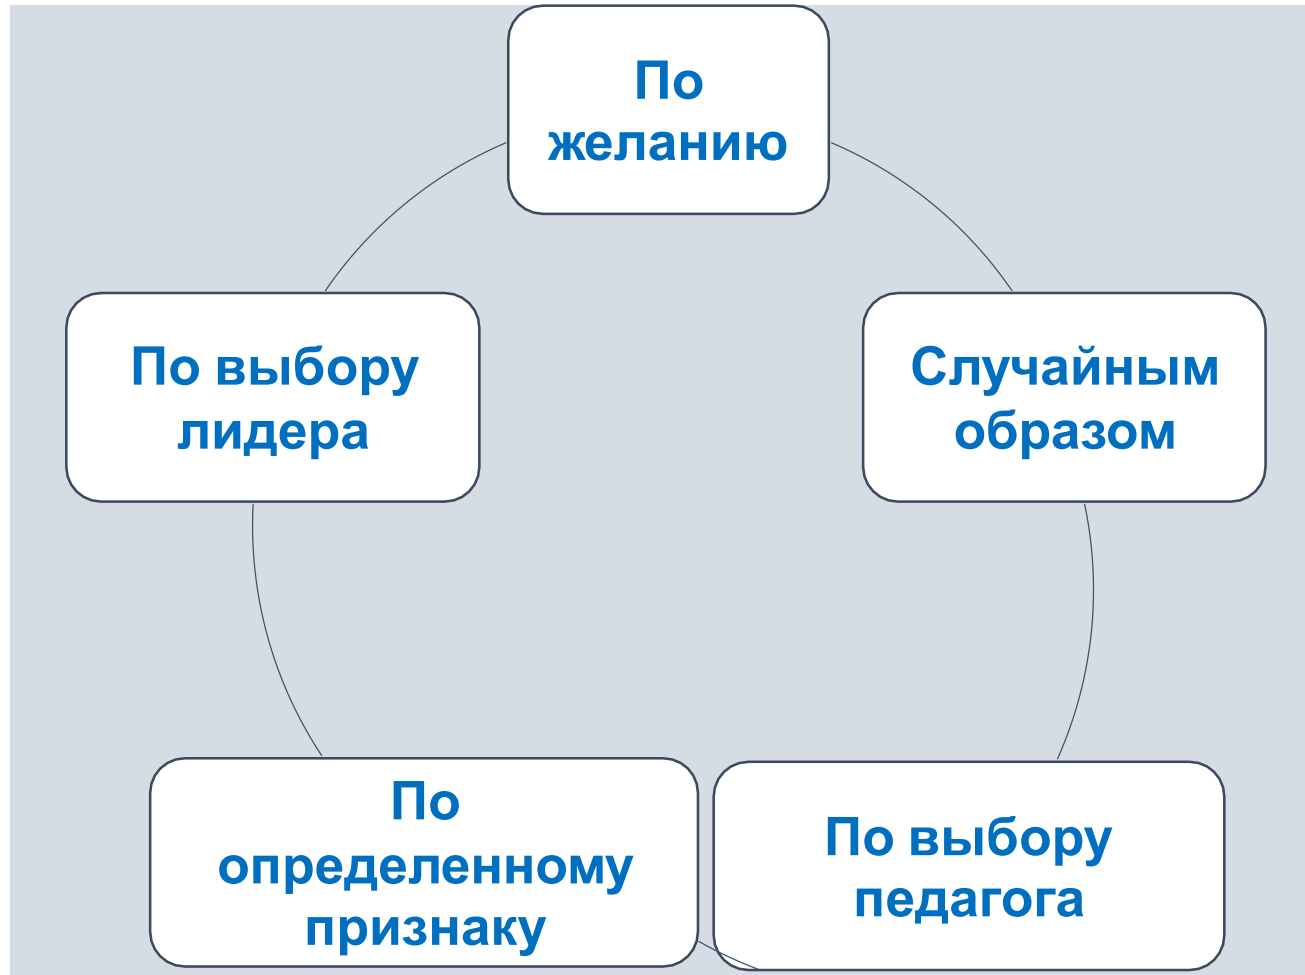 По
желанию
По выбору
лидера
Случайным
образом
По
определенному
признаку
По выбору
педагога